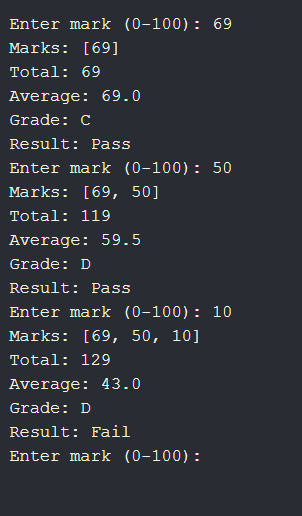 Enter mark (0-100): 69
Marks: [69]
Total: 69
Average: 69.0
Grade: C
Result: Pass
Enter mark (0-100): 50
Marks: [69, 50]
Total: 119
Average: 59.5
Grade: D
Result: Pass
Enter mark (0-100): 10
Marks: [69, 50, 10]
Total: 129
Average: 43.0
Grade: D
Result: Fail
Enter mark (0-100):